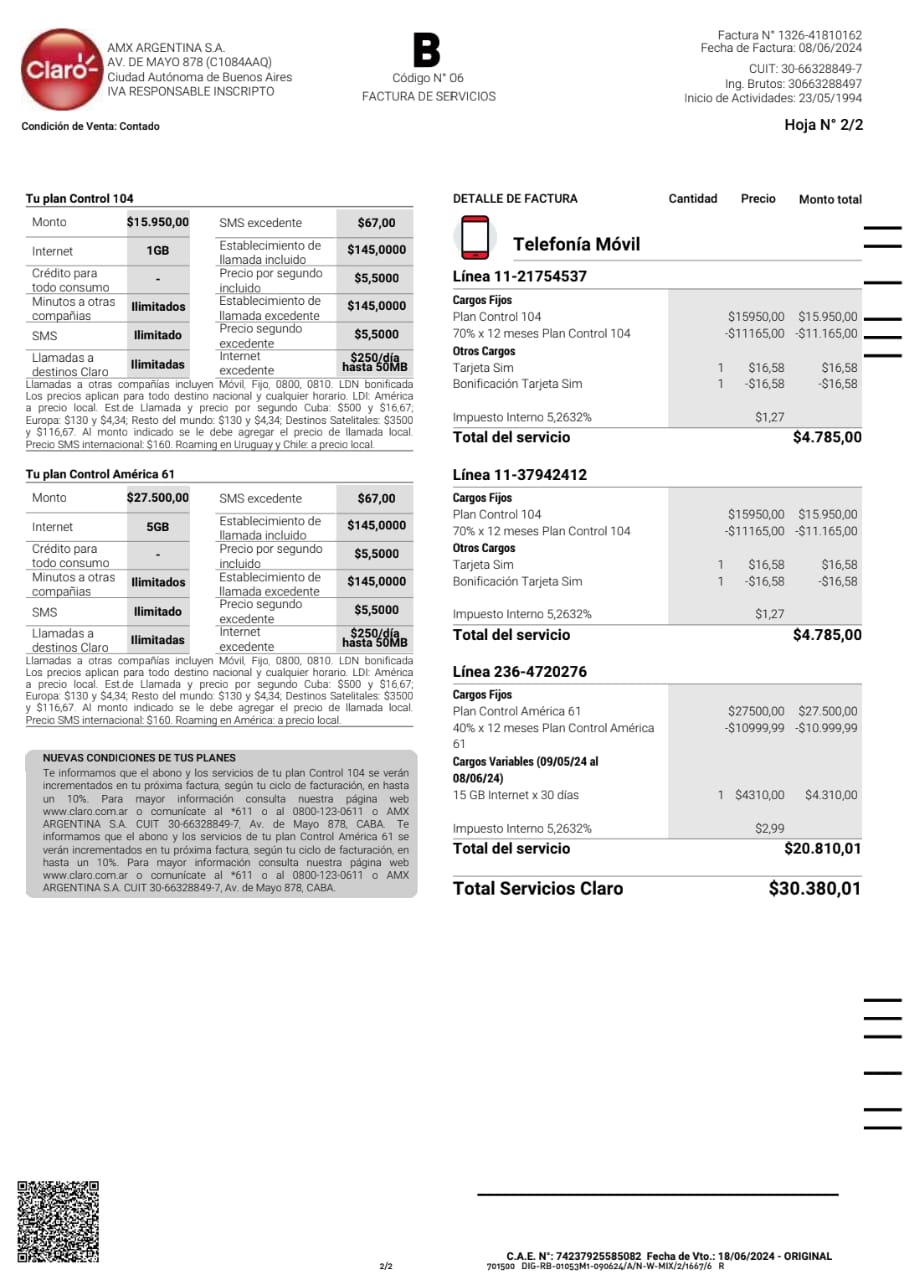 Claro
AMX ARGENTINA S.A.
AV. DE MAYO 878 (C1084AAQ)
Ciudad Autónoma de Buenos Aires
IVA RESPONSABLE INSCRIPTO
Condición de Venta: Contado
B
Código N° 06
FACTURA DE SERVICIOS
Factura N° 1326-41810162
Fecha de Factura: 08/06/2024
CUIT: 30-66328849-7
Ing. Brutos: 30663288497
Inicio de Actividades: 23/05/1994
Hoja N° 2/2
Tu plan Control 104
Monto $15.950,00 SMS excedente $67,00
Internet 1GB Establecimiento de llamada incluido $145,0000
Crédito para todo consumo - Precio por segundo incluido $5,5000
Minutos a otras compañias Ilimitados Establecimiento de llamada excedente $145,0000
SMS Ilimitado Precio segundo excedente $5,5000
Llamadas a destinos Claro Ilimitadas Internet excedente $250/día hasta 50MB
Llamadas a otras compañías incluyen Móvil, Fijo, 0800, 0810. LDN bonificada
Los precios aplican para todo destino nacional y cualquier horario. LDI: América
a precio local. Est.de Llamada y precio por segundo Cuba: $500 y $16,67;
Europa: $130 y $4,34; Resto del mundo: $130 y $4,34; Destinos Satelitales: $3500
y $116,67. Al monto indicado se le debe agregar el precio de llamada local.
Precio SMS internacional: $160. Roaming en Uruguay y Chile: a precio local.
Tu plan Control América 61
Monto $27.500,00 SMS excedente $67,00
Internet 5GB Establecimiento de llamada incluido $145,0000
Crédito para todo consumo - Precio por segundo incluido $5,5000
Minutos a otras compañias Ilimitados Establecimiento de llamada excedente $145,0000
SMS Ilimitado Precio segundo excedente $5,5000
Llamadas a destinos Claro Ilimitadas Internet excedente $250/día hasta 50MB
Llamadas a otras compañías incluyen Móvil, Fijo, 0800, 0810. LDN bonificada
Los precios aplican para todo destino nacional y cualquier horario. LDI: América
a precio local. Est.de Llamada y precio por segundo Cuba: $500 y $16,67;
Europa: $130 y $4,34; Resto del mundo: $130 y $4,34; Destinos Satelitales: $3500
y $116,67. Al monto indicado se le debe agregar el precio de llamada local.
Precio SMS internacional: $160. Roaming en América: a precio local.
NUEVAS CONDICIONES DE TUS PLANES
Te informamos que el abono y los servicios de tu plan Control 104 se verán
incrementados en tu próxima factura, según tu ciclo de facturación, en hasta
un 10%. Para mayor información consulta nuestra página web
www.claro.com.ar o comunícate al *611 o al 0800-123-0611 o AMX
ARGENTINA S.A. CUIT 30-66328849-7, Av. de Mayo 878, CABA. Te
informamos que el abono y los servicios de tu plan Control América 61 se
verán incrementados en tu próxima factura, según tu ciclo de facturación, en
hasta un 10%. Para mayor información consulta nuestra página web
www.claro.com.ar o comunícate al *611 o al 0800-123-0611 o AMX
ARGENTINA S.A. CUIT 30-66328849-7, Av. de Mayo 878, CABA.
DETALLE DE FACTURA Cantidad Precio Monto total
Telefonía Móvil
Línea 11-21754537
Cargos Fijos
Plan Control 104 $15950,00 $15.950,00
70% x 12 meses Plan Control 104 -$11165,00 -$11.165,00
Otros Cargos
Tarjeta Sim 1 $16,58 $16,58
Bonificación Tarjeta Sim 1 -$16,58 -$16,58
Impuesto Interno 5,2632% $1,27
Total del servicio $4.785,00
Línea 11-37942412
Cargos Fijos
Plan Control 104 $15950,00 $15.950,00
70% x 12 meses Plan Control 104 -$11165,00 -$11.165,00
Otros Cargos
Tarjeta Sim 1 $16,58 $16,58
Bonificación Tarjeta Sim 1 -$16,58 -$16,58
Impuesto Interno 5,2632% $1,27
Total del servicio $4.785,00
Línea 236-4720276
Cargos Fijos
Plan Control América 61 $27500,00 $27.500,00
40% x 12 meses Plan Control América -$10999,99 -$10.999,99
61
Cargos Variables (09/05/24 al
08/06/24)
15 GB Internet x 30 días 1 $4310,00 $4.310,00
Impuesto Interno 5,2632% $2,99
Total del servicio $20.810,01
Total Servicios Claro $30.380,01
C.A.E. N°: 74237925585082 Fecha de Vto.: 18/06/2024 - ORIGINAL
2/2
701500 DIG-RB-01053M1-090624/A/N-W-MIX/2/1667/6 R